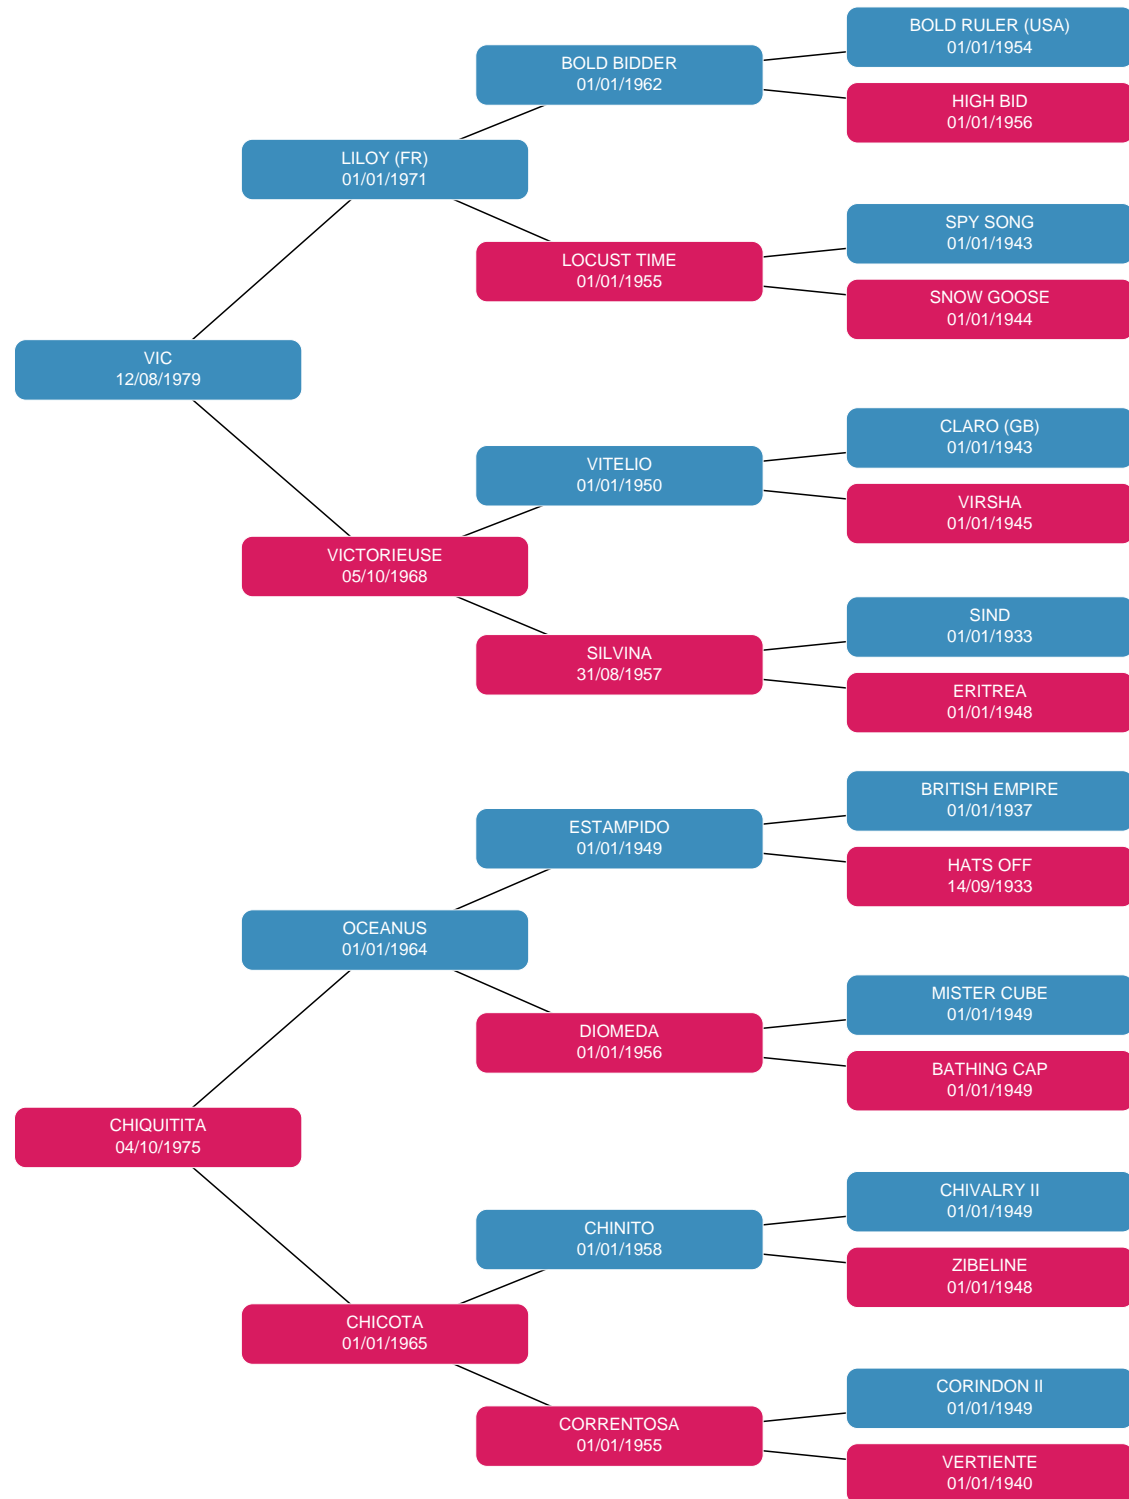 BOLD RULER (USA)
01/01/1954
BOLD BIDDER
01/01/1962
HIGH BID
01/01/1956
LILOY (FR)
01/01/1971
SPY SONG
01/01/1943
LOCUST TIME
01/01/1955
SNOW GOOSE
01/01/1944
VIC
12/08/1979
CLARO (GB)
01/01/1943
VITELIO
01/01/1950
VIRSHA
01/01/1945
VICTORIEUSE
05/10/1968
SIND
01/01/1933
SILVINA
31/08/1957
ERITREA
01/01/1948
BRITISH EMPIRE
01/01/1937
ESTAMPIDO
01/01/1949
HATS OFF
14/09/1933
OCEANUS
01/01/1964
MISTER CUBE
01/01/1949
DIOMEDA
01/01/1956
BATHING CAP
01/01/1949
CHIQUITITA
04/10/1975
CHIVALRY II
01/01/1949
CHINITO
01/01/1958
ZIBELINE
01/01/1948
CHICOTA
01/01/1965
CORINDON II
01/01/1949
CORRENTOSA
01/01/1955
VERTIENTE
01/01/1940